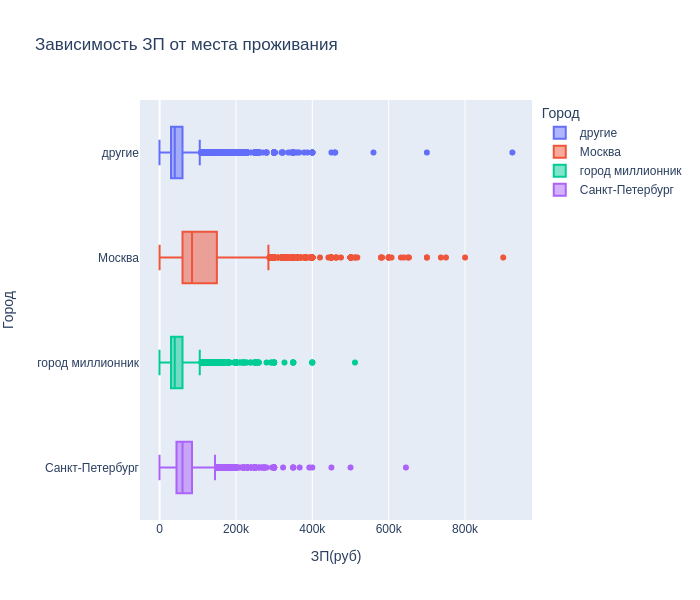 Зависимость ЗП от места проживания
Город
другие
Москва
город миллионник
Санкт-Петербург
другие
Москва
город миллионник
Санкт-Петербург
Город
0 200k 400k 600k 800k
ЗП(руб)